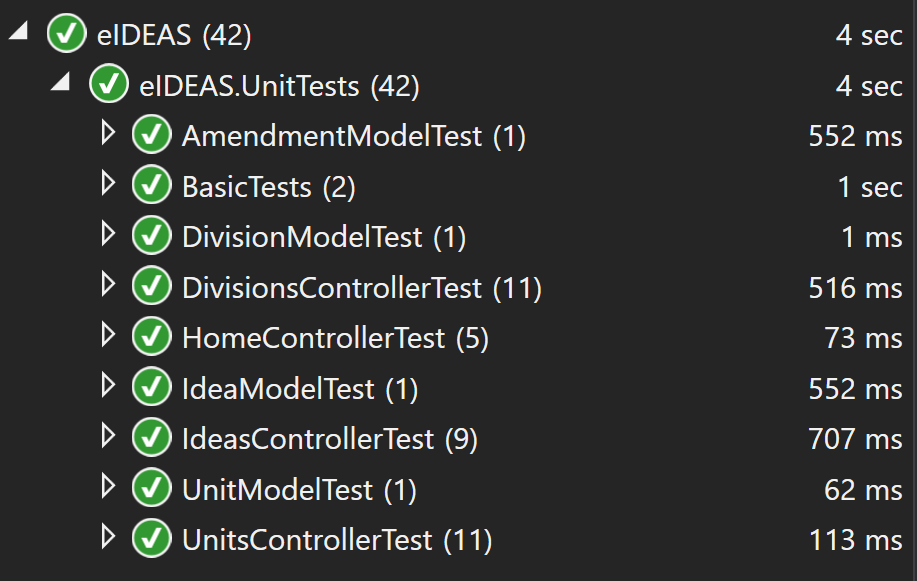 eIDEAS (42) 4 sec
eIDEAS.UnitTests (42) 4 sec
AmendmentModelTest (1) 552 ms
BasicTests (2) 1 sec
DivisionModelTest (1) 1 ms
DivisionsControllerTest (11) 516 ms
HomeControllerTest (5) 73 ms
IdeaModelTest (1) 552 ms
IdeasControllerTest (9) 707 ms
UnitModelTest (1) 62 ms
UnitsControllerTest (11) 113 ms